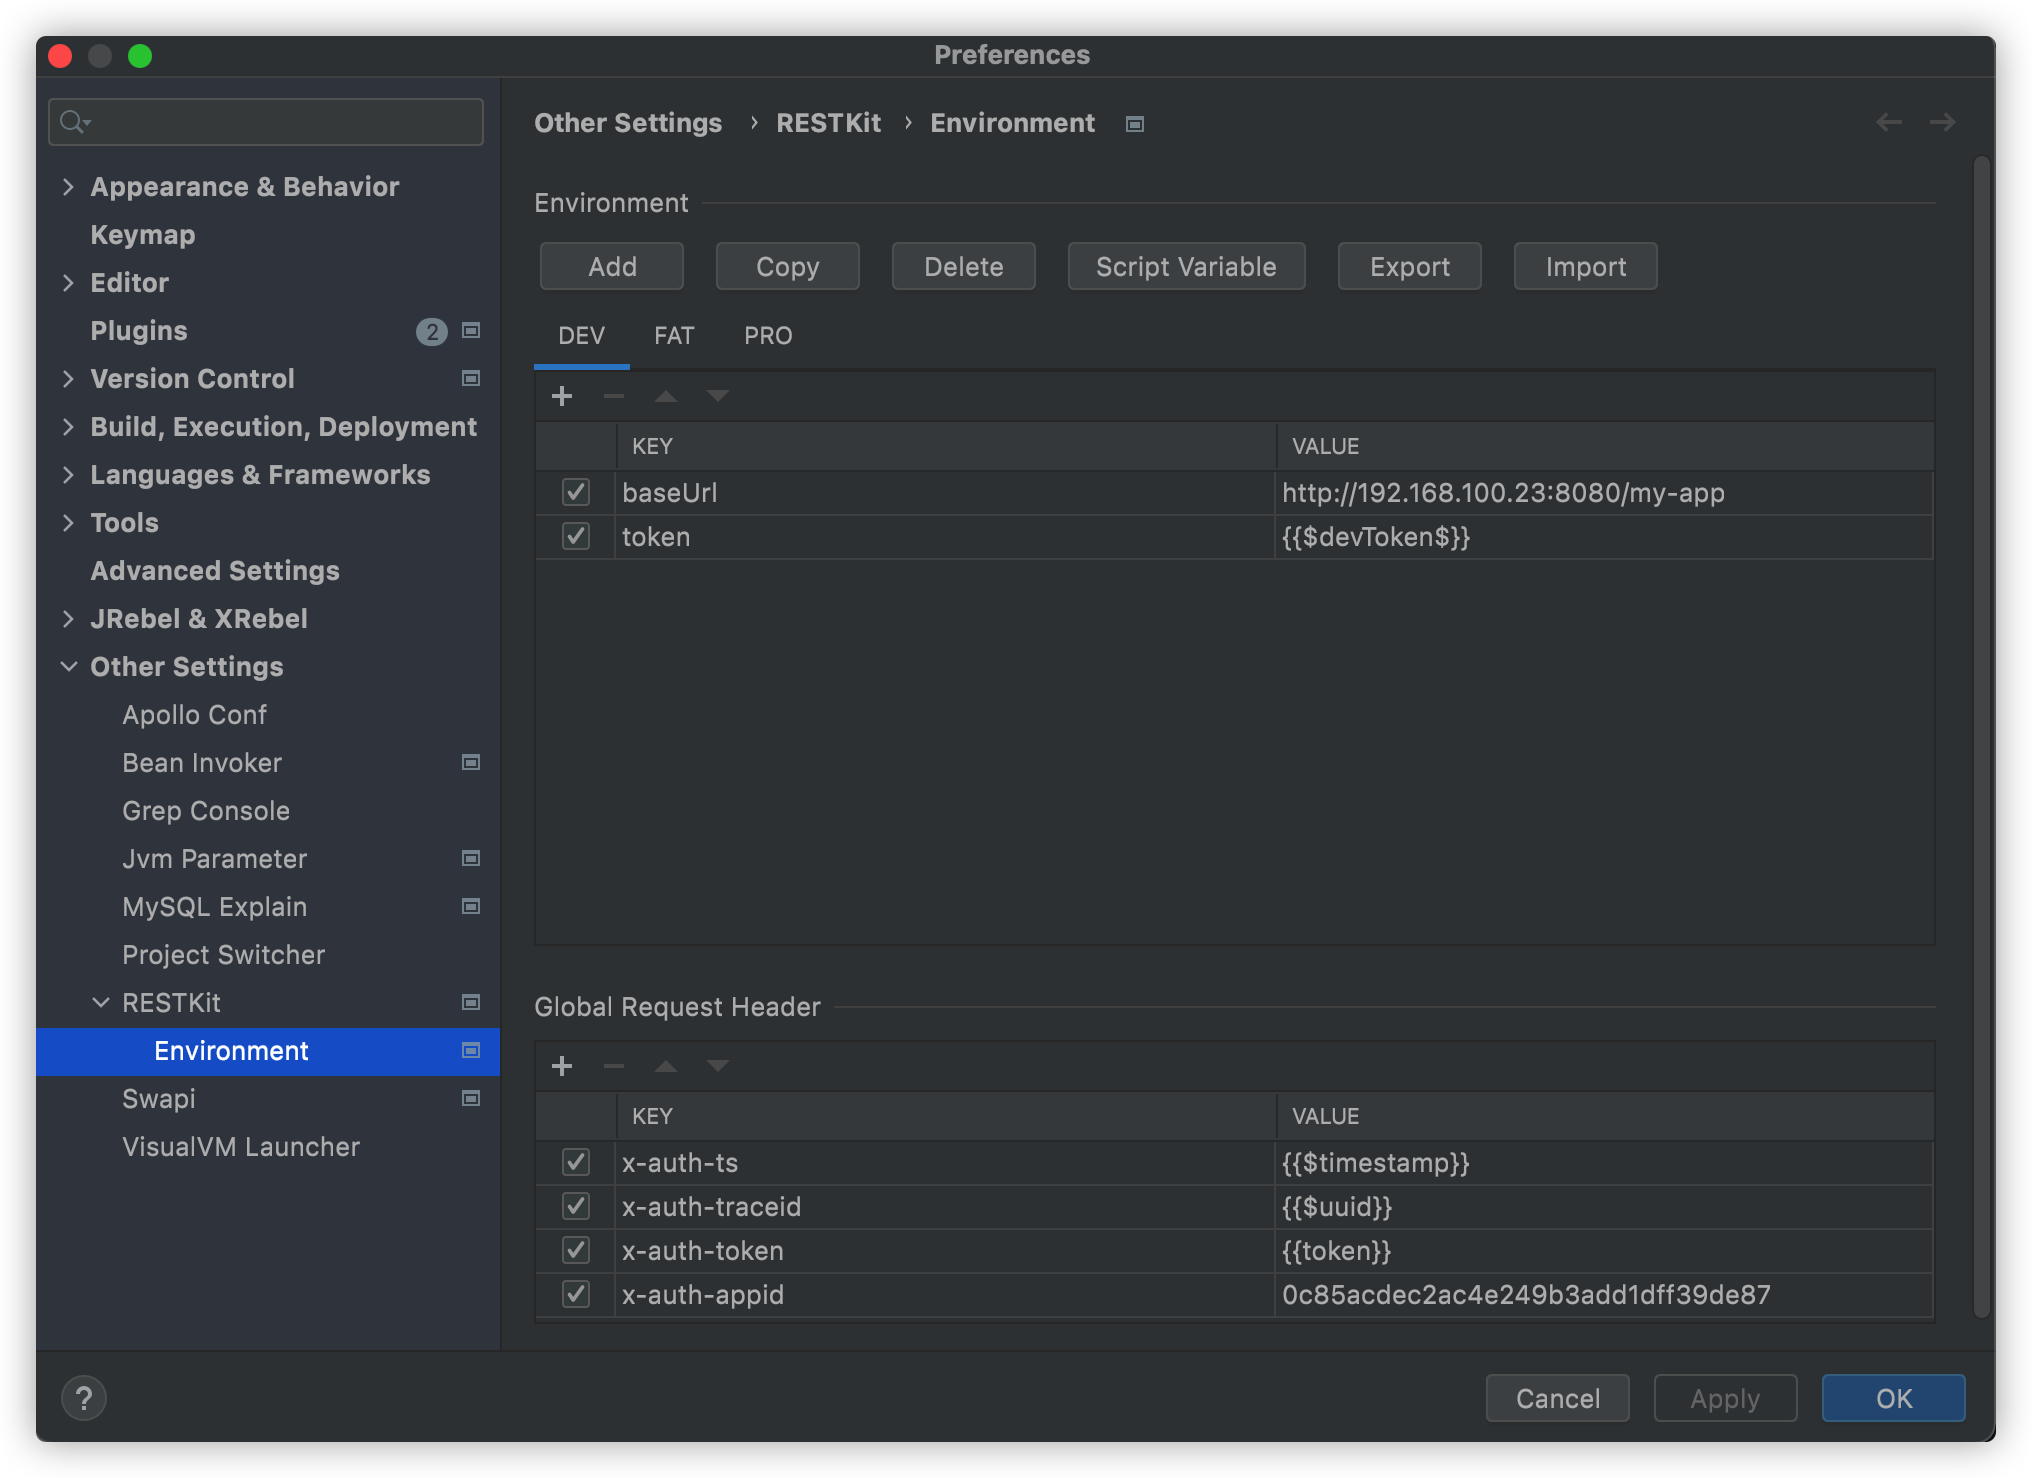 Preferences
Appearance & Behavior
Keymap
Editor
Plugins 2
Version Control
Build, Execution, Deployment
Languages & Frameworks
Tools
Advanced Settings
JRebel & XRebel
Other Settings
Apollo Conf
Bean Invoker
Grep Console
Jvm Parameter
MySQL Explain
Project Switcher
RESTKit
Environment
Swapi
VisualVM Launcher
Other Settings › RESTKit › Environment
Environment
Add Copy Delete Script Variable Export Import
DEV FAT PRO
KEY VALUE
baseUrl http://192.168.100.23:8080/my-app
token {{$devToken$}}
Global Request Header
KEY VALUE
x-auth-ts {{$timestamp}}
x-auth-traceid {{$uuid}}
x-auth-token {{token}}
x-auth-appid 0c85acdec2ac4e249b3add1dff39de87
? Cancel Apply OK